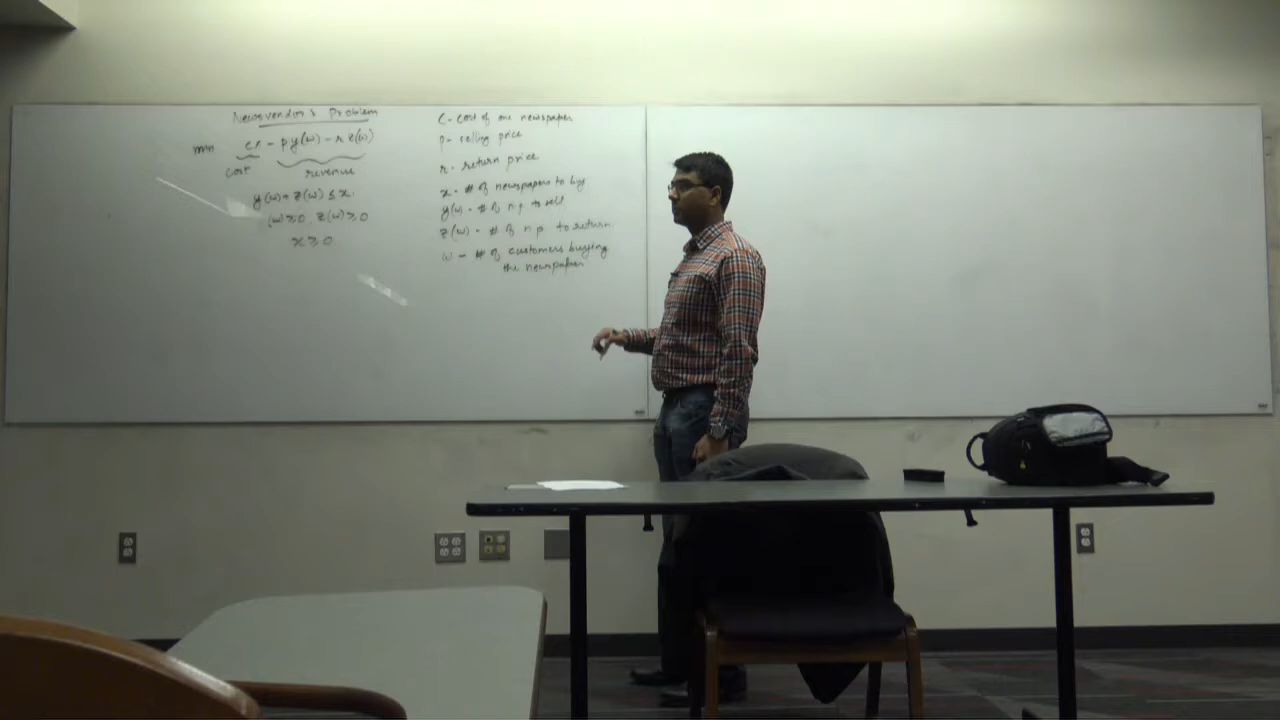 Newsvendor's Problem
min cx - p y(w) - r z(w)
cost revenue
y(w) + z(w) ≤ x
(w) ≥ 0, z(w) ≥ 0
x ≥ 0
c - cost of one newspaper
p - selling price
r - return price
x - # of newspapers to buy
y(w) - # of n.p. to sell
z(w) - # of n.p. to return
w - # of customers buying
the newspaper